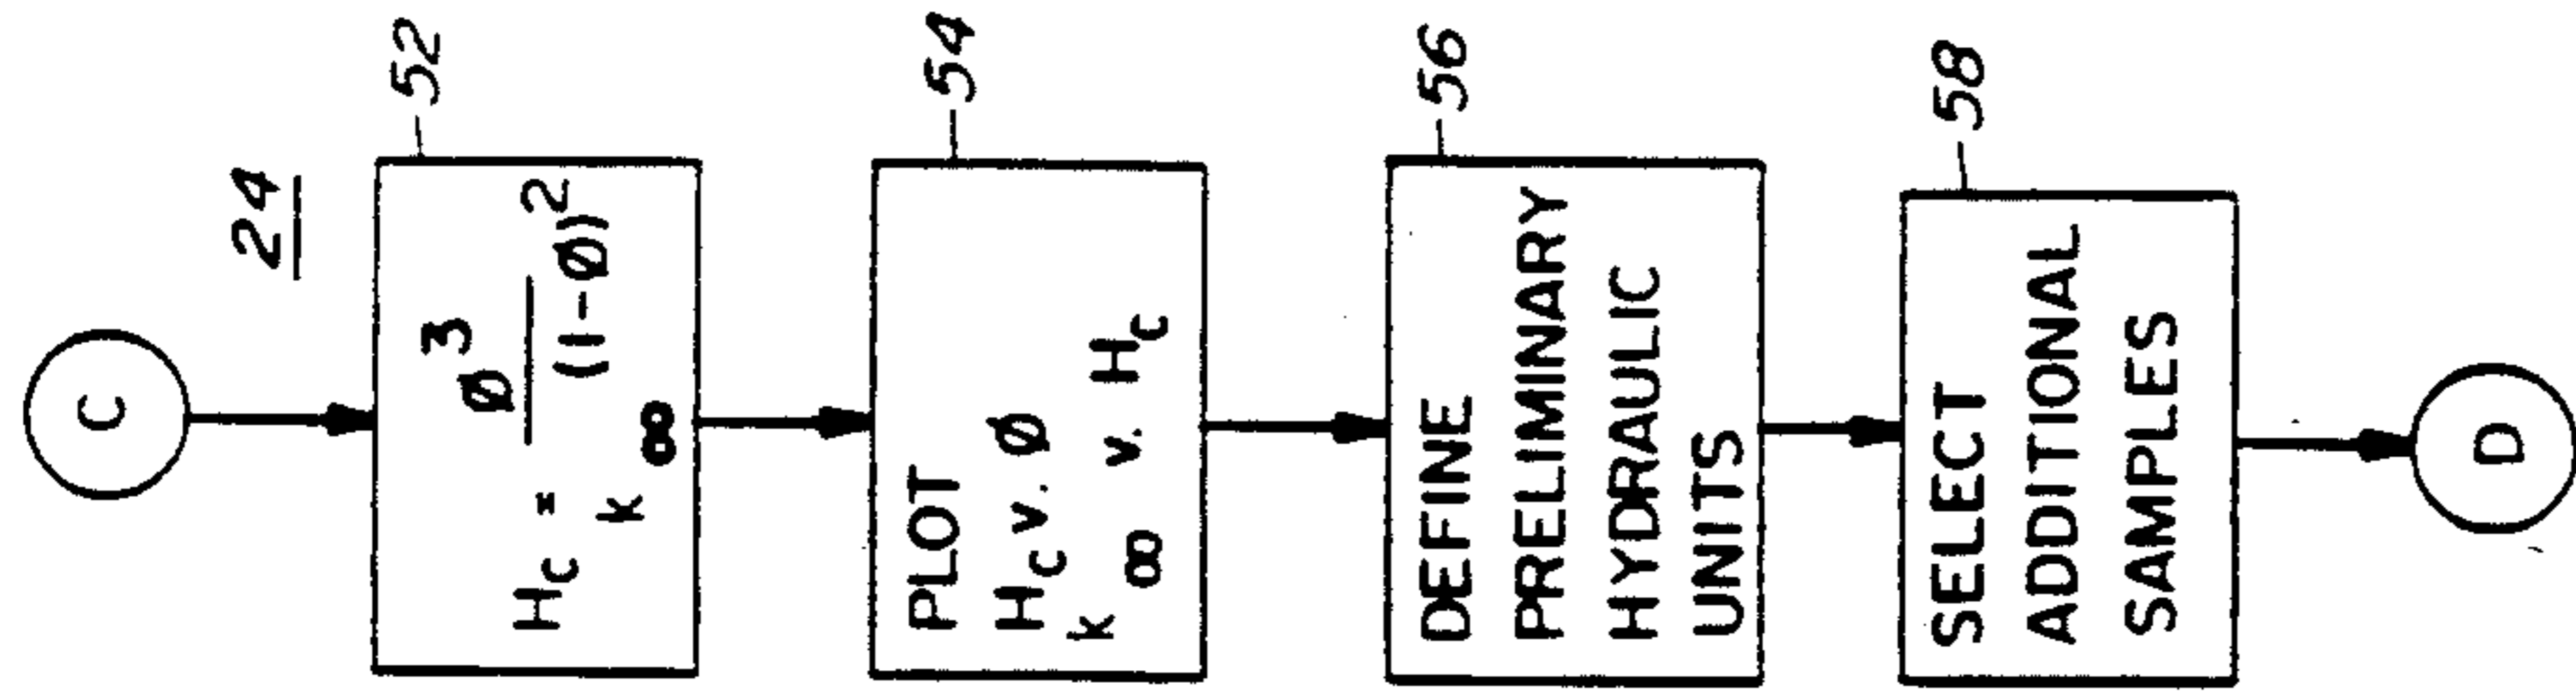 C
24
52
H_c = ø^3 / (1-ø)^2
k_∞
54
PLOT
H_c v. ø
k_∞ v. H_c
56
DEFINE
PRELIMINARY
HYDRAULIC
UNITS
58
SELECT
ADDITIONAL
SAMPLES
D